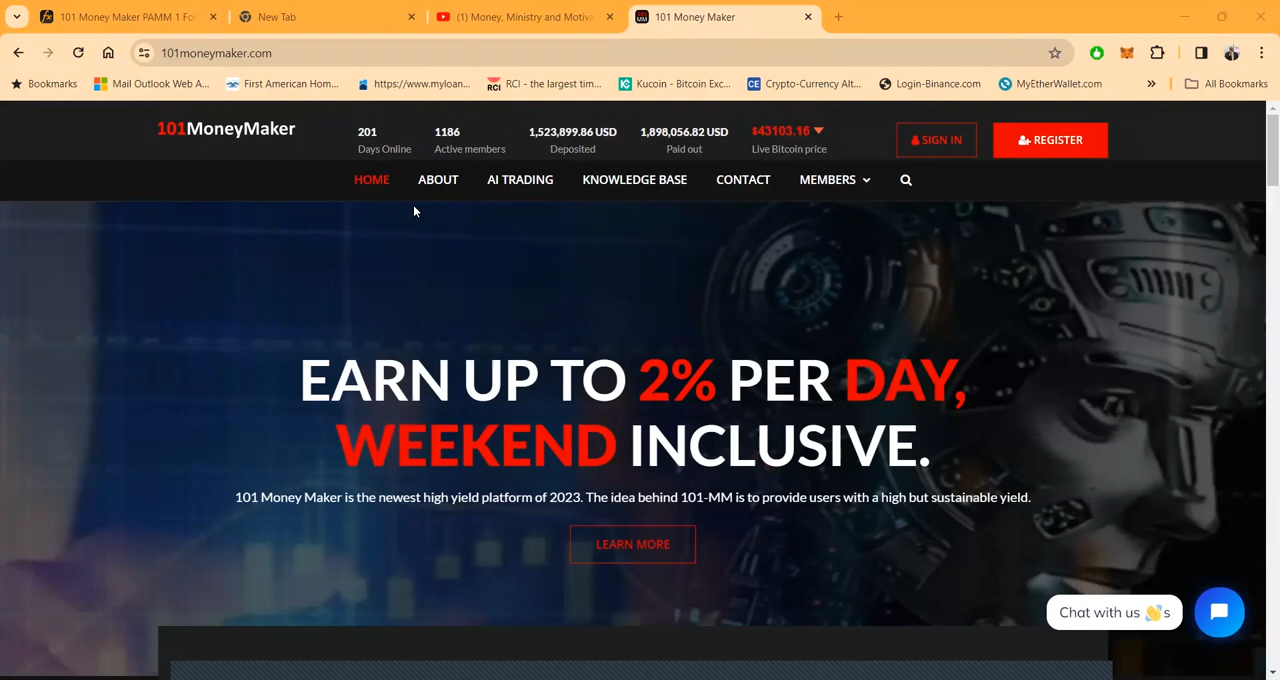 101 Money Maker PAMM 1 For
New Tab
(1) Money, Ministry and Motiva
101 Money Maker
101moneymaker.com
Bookmarks
Mail Outlook Web A...
First American Hom...
https://www.myloan...
RCI - the largest tim...
Kucoin - Bitcoin Exc...
Crypto-Currency Alt...
Login-Binance.com
MyEtherWallet.com
All Bookmarks
101MoneyMaker
201
Days Online
1186
Active members
1,523,899.86 USD
Deposited
1,898,056.82 USD
Paid out
$43103.16
Live Bitcoin price
SIGN IN
REGISTER
HOME
ABOUT
AI TRADING
KNOWLEDGE BASE
CONTACT
MEMBERS
EARN UP TO 2% PER DAY,
WEEKEND INCLUSIVE.
101 Money Maker is the newest high yield platform of 2023. The idea behind 101-MM is to provide users with a high but sustainable yield.
LEARN MORE
Chat with us 👋s